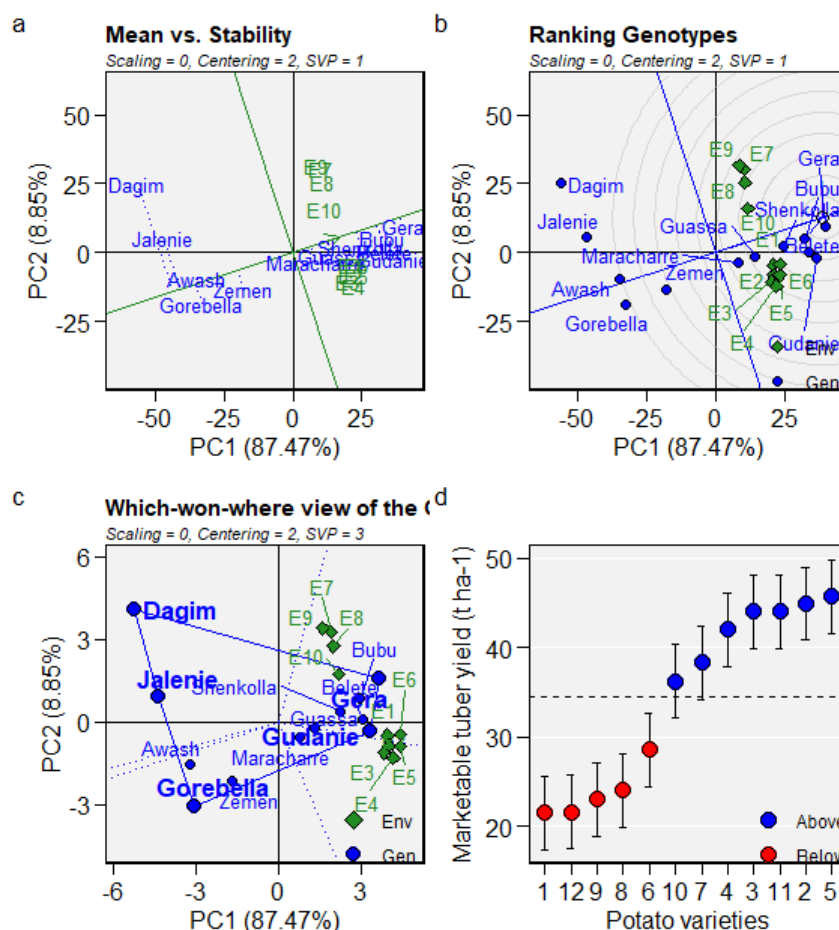 a
Mean vs. Stability
Scaling = 0, Centering = 2, SVP = 1
PC2 (8.85%)
50
25
0
-25
E9
E7
E8
E10
Dagim
Jalenie
Awash
Zemen
Gorebella
Maracharre
Shenkolla
Gera
Bubu
Belete
Gudanie
E4
-50
-25
0
25
PC1 (87.47%)
b
Ranking Genotypes
Scaling = 0, Centering = 2, SVP = 1
PC2 (8.85%)
50
25
0
-25
E9
E7
E8
E10
E1
Gera
Bubu
Shenkolla
Belete
Guassa
Dagim
Jalenie
Maracharre
Zemen
Awash
Gorebella
E2
E6
E3
E5
E4
Gudanie
Env
Gen
-50
-25
0
25
PC1 (87.47%)
c
Which-won-where view of the
Scaling = 0, Centering = 2, SVP = 3
PC2 (8.85%)
6
3
0
-3
E7
E9
E8
E10
Bubu
Dagim
Jalenie
Shenkolla
Belete
E6
Gera
E1
Guassa
Gudanie
Awash
Maracharre
Gorebella
Zemen
E3
E5
E4
Env
Gen
-6
-3
0
3
PC1 (87.47%)
d
Marketable tuber yield (t ha-1)
50
40
30
20
Above
Below
1 12 9 8 6 10 7 4 3 11 2 5
Potato varieties